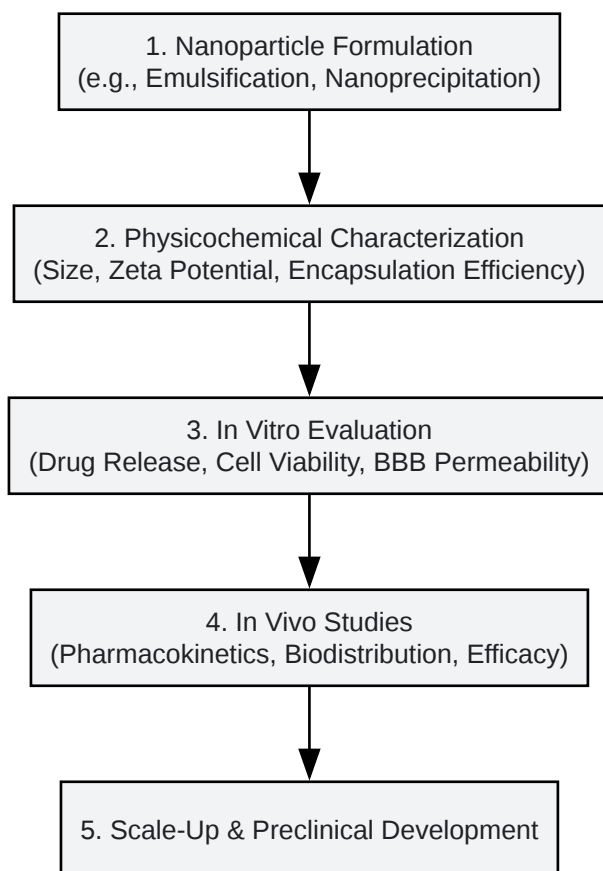 1. Nanoparticle Formulation
(e.g., Emulsification, Nanoprecipitation)
2. Physicochemical Characterization
(Size, Zeta Potential, Encapsulation Efficiency)
3. In Vitro Evaluation
(Drug Release, Cell Viability, BBB Permeability)
4. In Vivo Studies
(Pharmacokinetics, Biodistribution, Efficacy)
5. Scale-Up & Preclinical Development